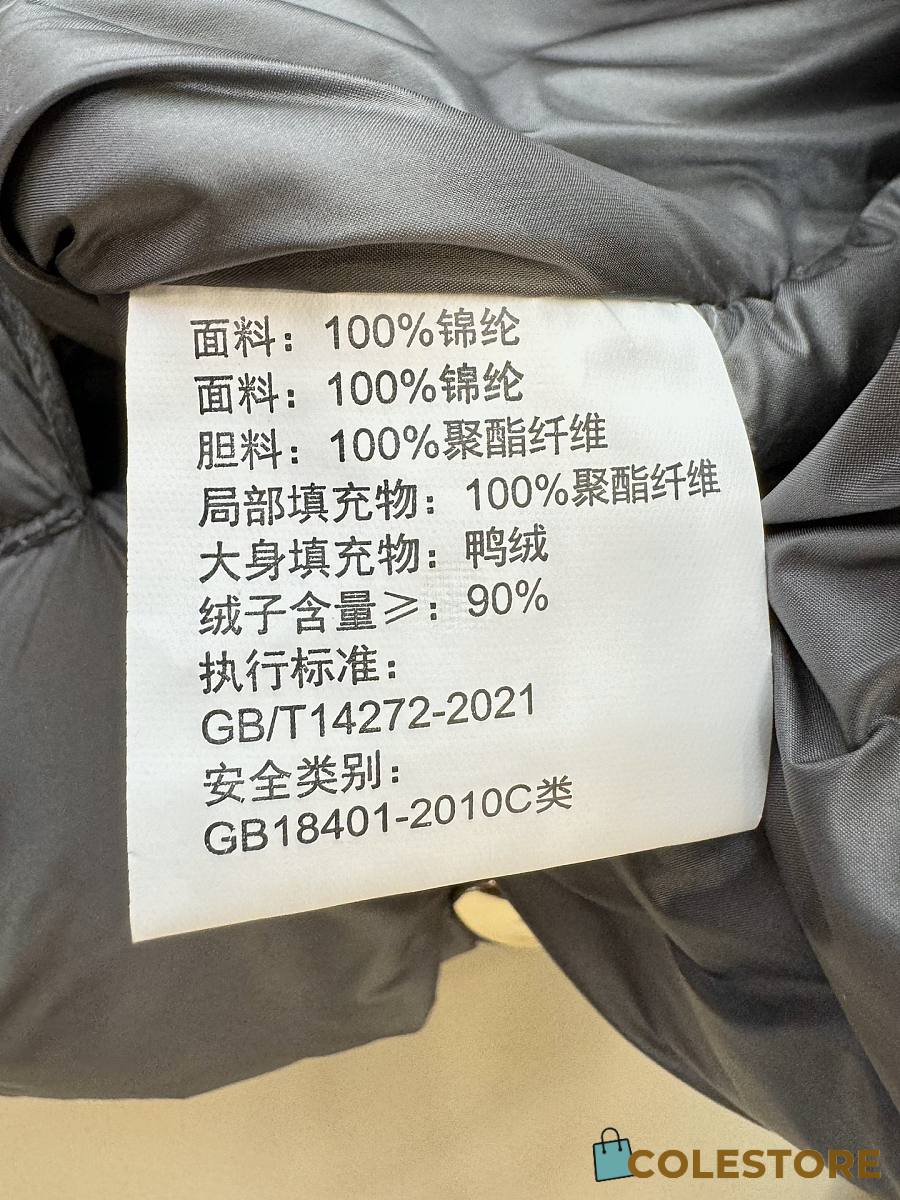 面料：100%锦纶
面料：100%锦纶
胆料：100%聚酯纤维
局部填充物：100%聚酯纤维
大身填充物：鸭绒
绒子含量≥：90%
执行标准：
GB/T14272-2021
安全类别：
GB18401-2010C类
COLESTORE